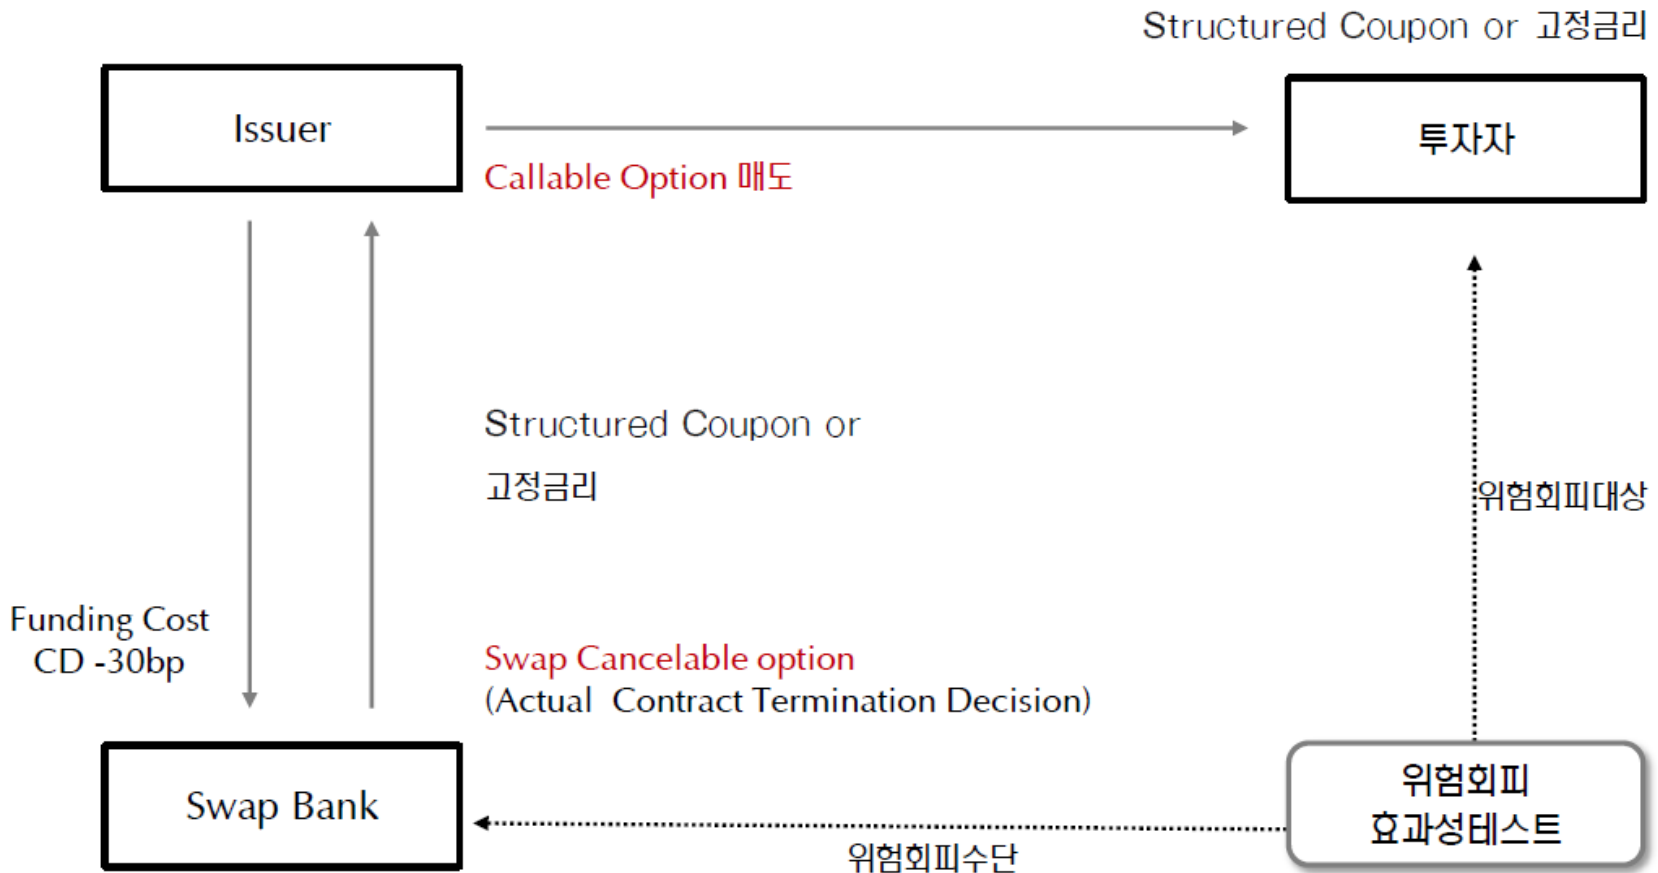 Structured Coupon or 고정금리
Issuer
투자자
Callable Option 매도
Structured Coupon or
고정금리
위험회피대상
Funding Cost
CD -30bp
Swap Cancelable option
(Actual Contract Termination Decision)
Swap Bank
위험회피
효과성테스트
위험회피수단